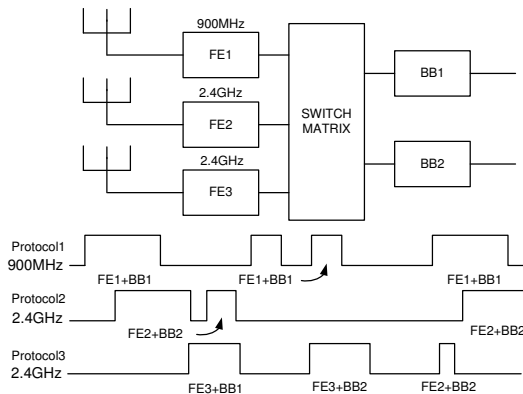 900MHz
FE1
2.4GHz
FE2
2.4GHz
FE3
SWITCH
MATRIX
BB1
BB2
Protocol1
900MHz
FE1+BB1
FE1+BB1
FE1+BB1
Protocol2
2.4GHz
FE2+BB2
FE2+BB2
Protocol3
2.4GHz
FE3+BB1
FE3+BB2
FE2+BB2